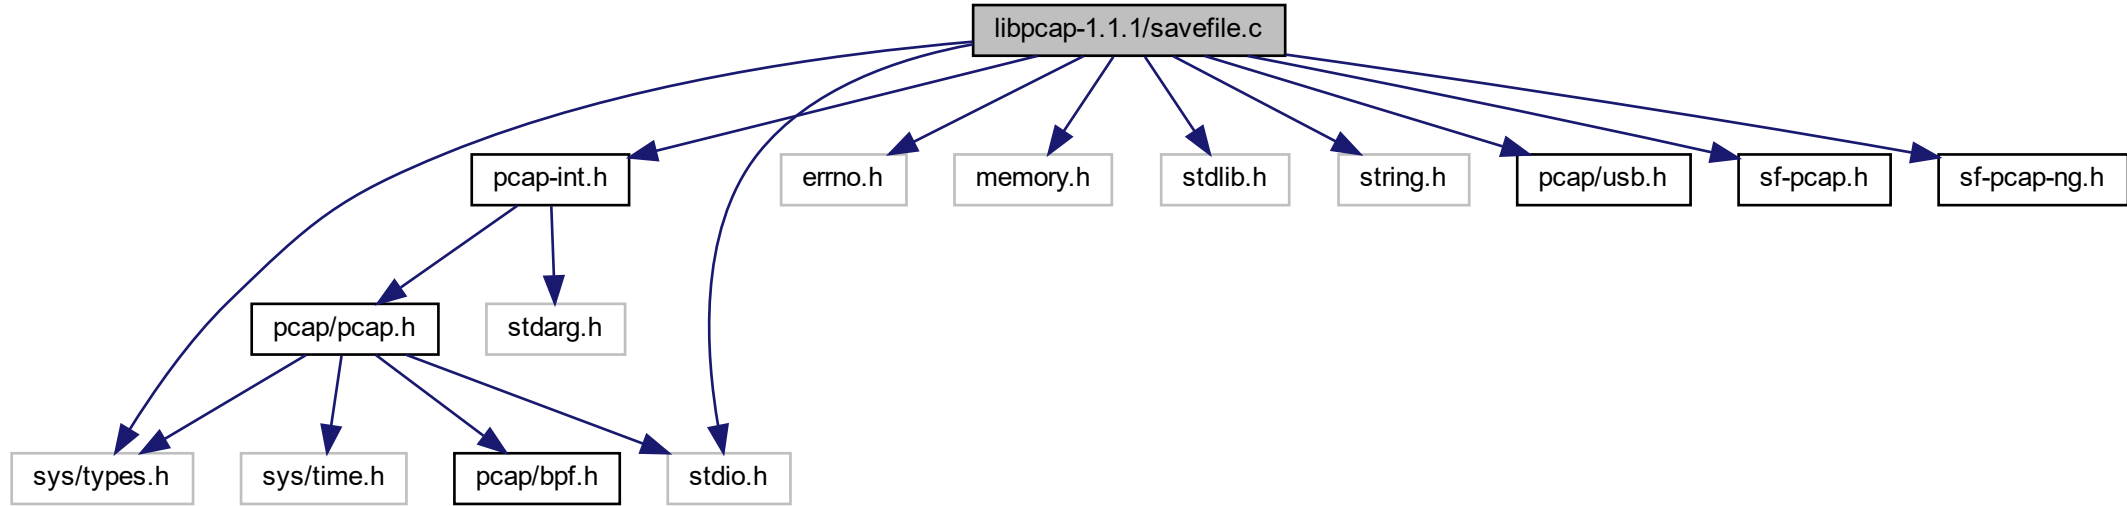 libpcap-1.1.1/savefile.c
pcap-int.h
errno.h
memory.h
stdlib.h
string.h
pcap/usb.h
sf-pcap.h
sf-pcap-ng.h
pcap/pcap.h
stdarg.h
sys/types.h
sys/time.h
pcap/bpf.h
stdio.h